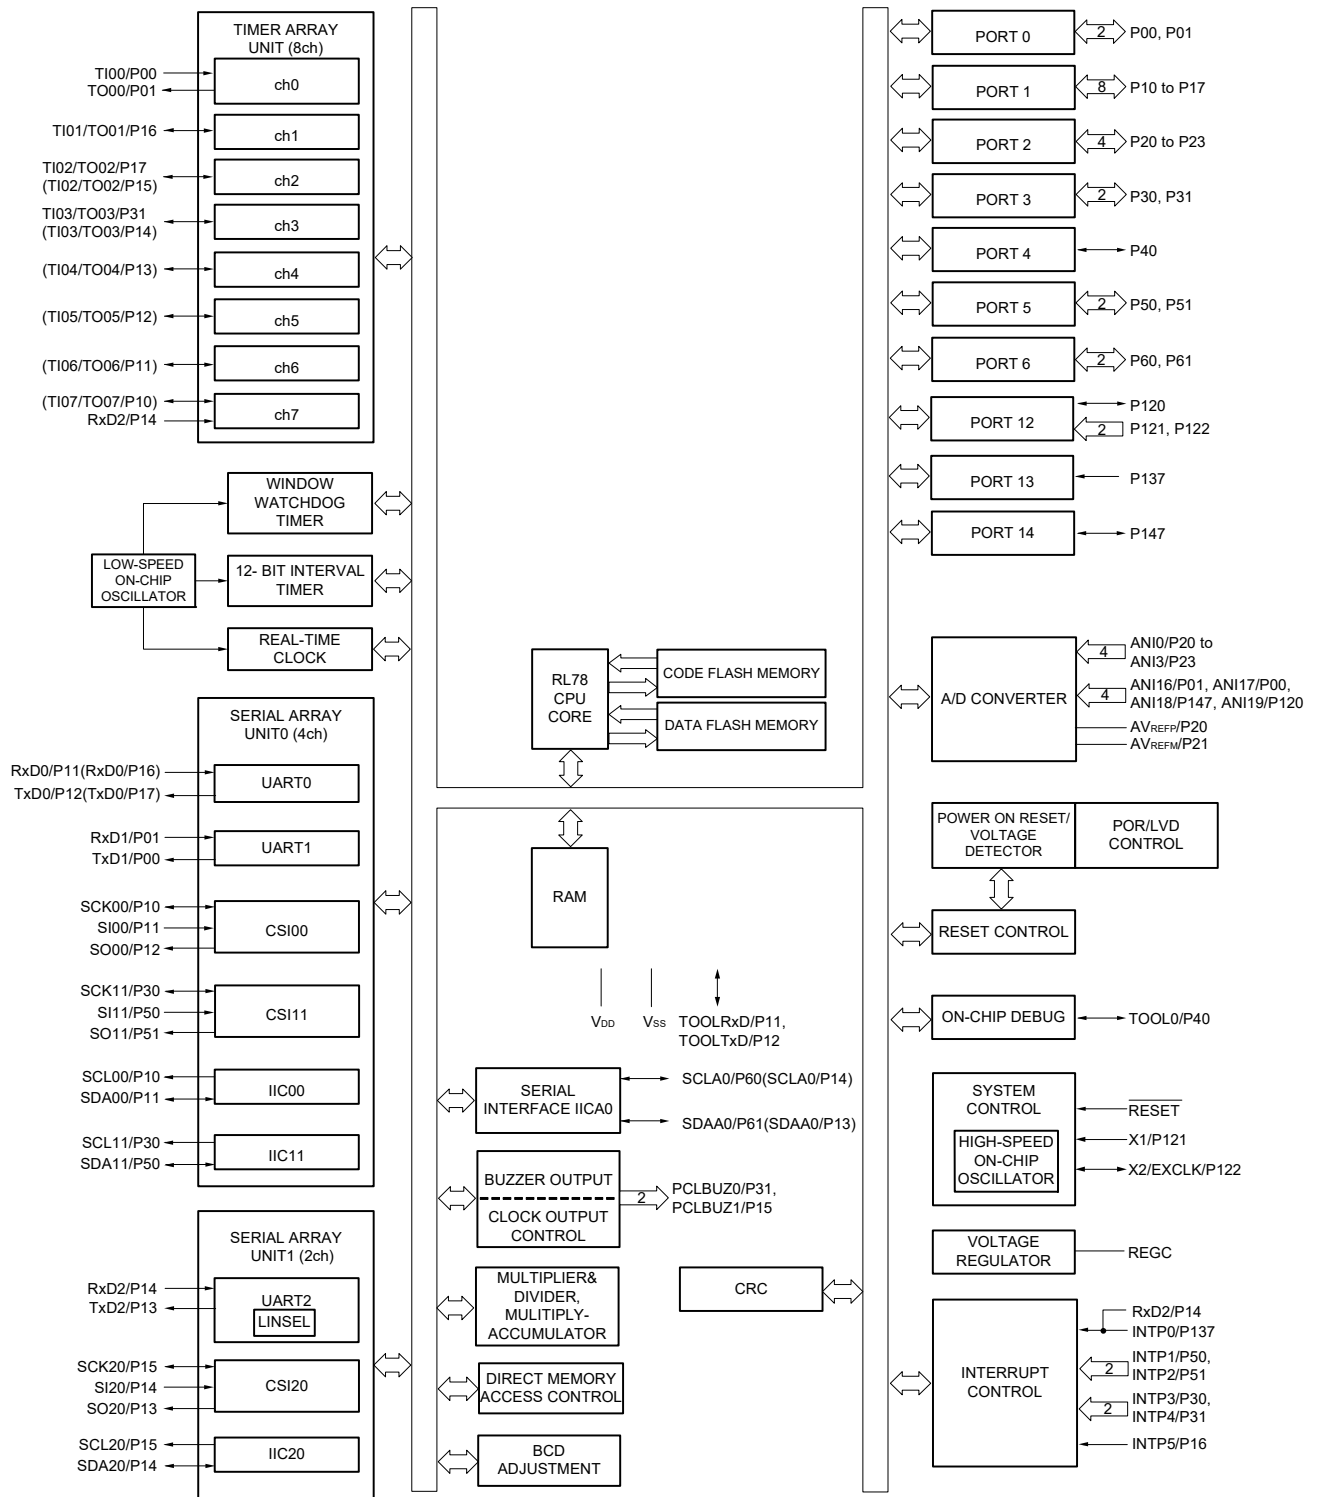 TIMER ARRAY
UNIT (8ch)
TI00/P00
TO00/P01
ch0
TI01/TO01/P16
ch1
TI02/TO02/P17
(TI02/TO02/P15)
ch2
TI03/TO03/P31
(TI03/TO03/P14)
ch3
(TI04/TO04/P13)
ch4
(TI05/TO05/P12)
ch5
(TI06/TO06/P11)
ch6
(TI07/TO07/P10)
RxD2/P14
ch7
WINDOW
WATCHDOG
TIMER
LOW-SPEED
ON-CHIP
OSCILLATOR
12- BIT INTERVAL
TIMER
REAL-TIME
CLOCK
SERIAL ARRAY
UNIT0 (4ch)
RxD0/P11(RxD0/P16)
TxD0/P12(TxD0/P17)
UART0
RxD1/P01
TxD1/P00
UART1
SCK00/P10
SI00/P11
SO00/P12
CSI00
SCK11/P30
SI11/P50
SO11/P51
CSI11
SCL00/P10
SDA00/P11
IIC00
SCL11/P30
SDA11/P50
IIC11
SERIAL ARRAY
UNIT1 (2ch)
RxD2/P14
TxD2/P13
UART2
LINSEL
SCK20/P15
SI20/P14
SO20/P13
CSI20
SCL20/P15
SDA20/P14
IIC20
RL78
CPU
CORE
CODE FLASH MEMORY
DATA FLASH MEMORY
RAM
VDD
VSS
TOOLRxD/P11,
TOOLTxD/P12
SERIAL
INTERFACE IICA0
SCLA0/P60(SCLA0/P14)
SDAA0/P61(SDAA0/P13)
BUZZER OUTPUT
CLOCK OUTPUT
CONTROL
2
PCLBUZ0/P31,
PCLBUZ1/P15
MULTIPLIER&
DIVIDER,
MULITIPLY-
ACCUMULATOR
DIRECT MEMORY
ACCESS CONTROL
BCD
ADJUSTMENT
CRC
PORT 0
2
P00, P01
PORT 1
8
P10 to P17
PORT 2
4
P20 to P23
PORT 3
2
P30, P31
PORT 4
P40
PORT 5
2
P50, P51
PORT 6
2
P60, P61
PORT 12
P120
2
P121, P122
PORT 13
P137
PORT 14
P147
A/D CONVERTER
4
ANI0/P20 to
ANI3/P23
4
ANI16/P01, ANI17/P00,
ANI18/P147, ANI19/P120
AVREFP/P20
AVREFM/P21
POWER ON RESET/
VOLTAGE
DETECTOR
POR/LVD
CONTROL
RESET CONTROL
ON-CHIP DEBUG
TOOL0/P40
SYSTEM
CONTROL
HIGH-SPEED
ON-CHIP
OSCILLATOR
RESET
X1/P121
X2/EXCLK/P122
VOLTAGE
REGULATOR
REGC
INTERRUPT
CONTROL
RxD2/P14
INTP0/P137
2
INTP1/P50,
INTP2/P51
2
INTP3/P30,
INTP4/P31
INTP5/P16